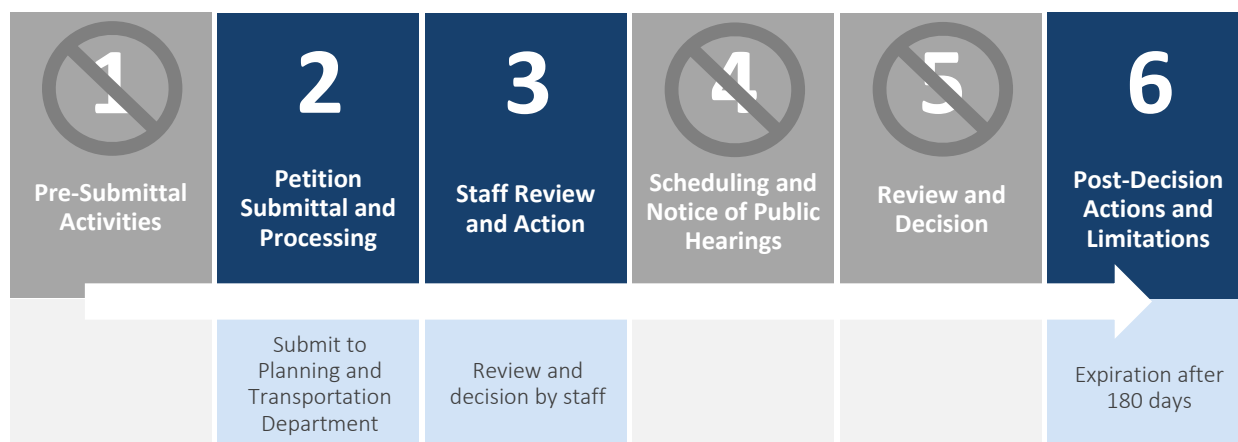 1
Pre-Submittal
Activities
2
Petition
Submittal and
Processing
3
Staff Review
and Action
4
Scheduling and
Notice of Public
Hearings
5
Review and
Decision
6
Post-Decision
Actions and
Limitations
Submit to
Planning and
Transportation
Department
Review and
decision by staff
Expiration after
180 days